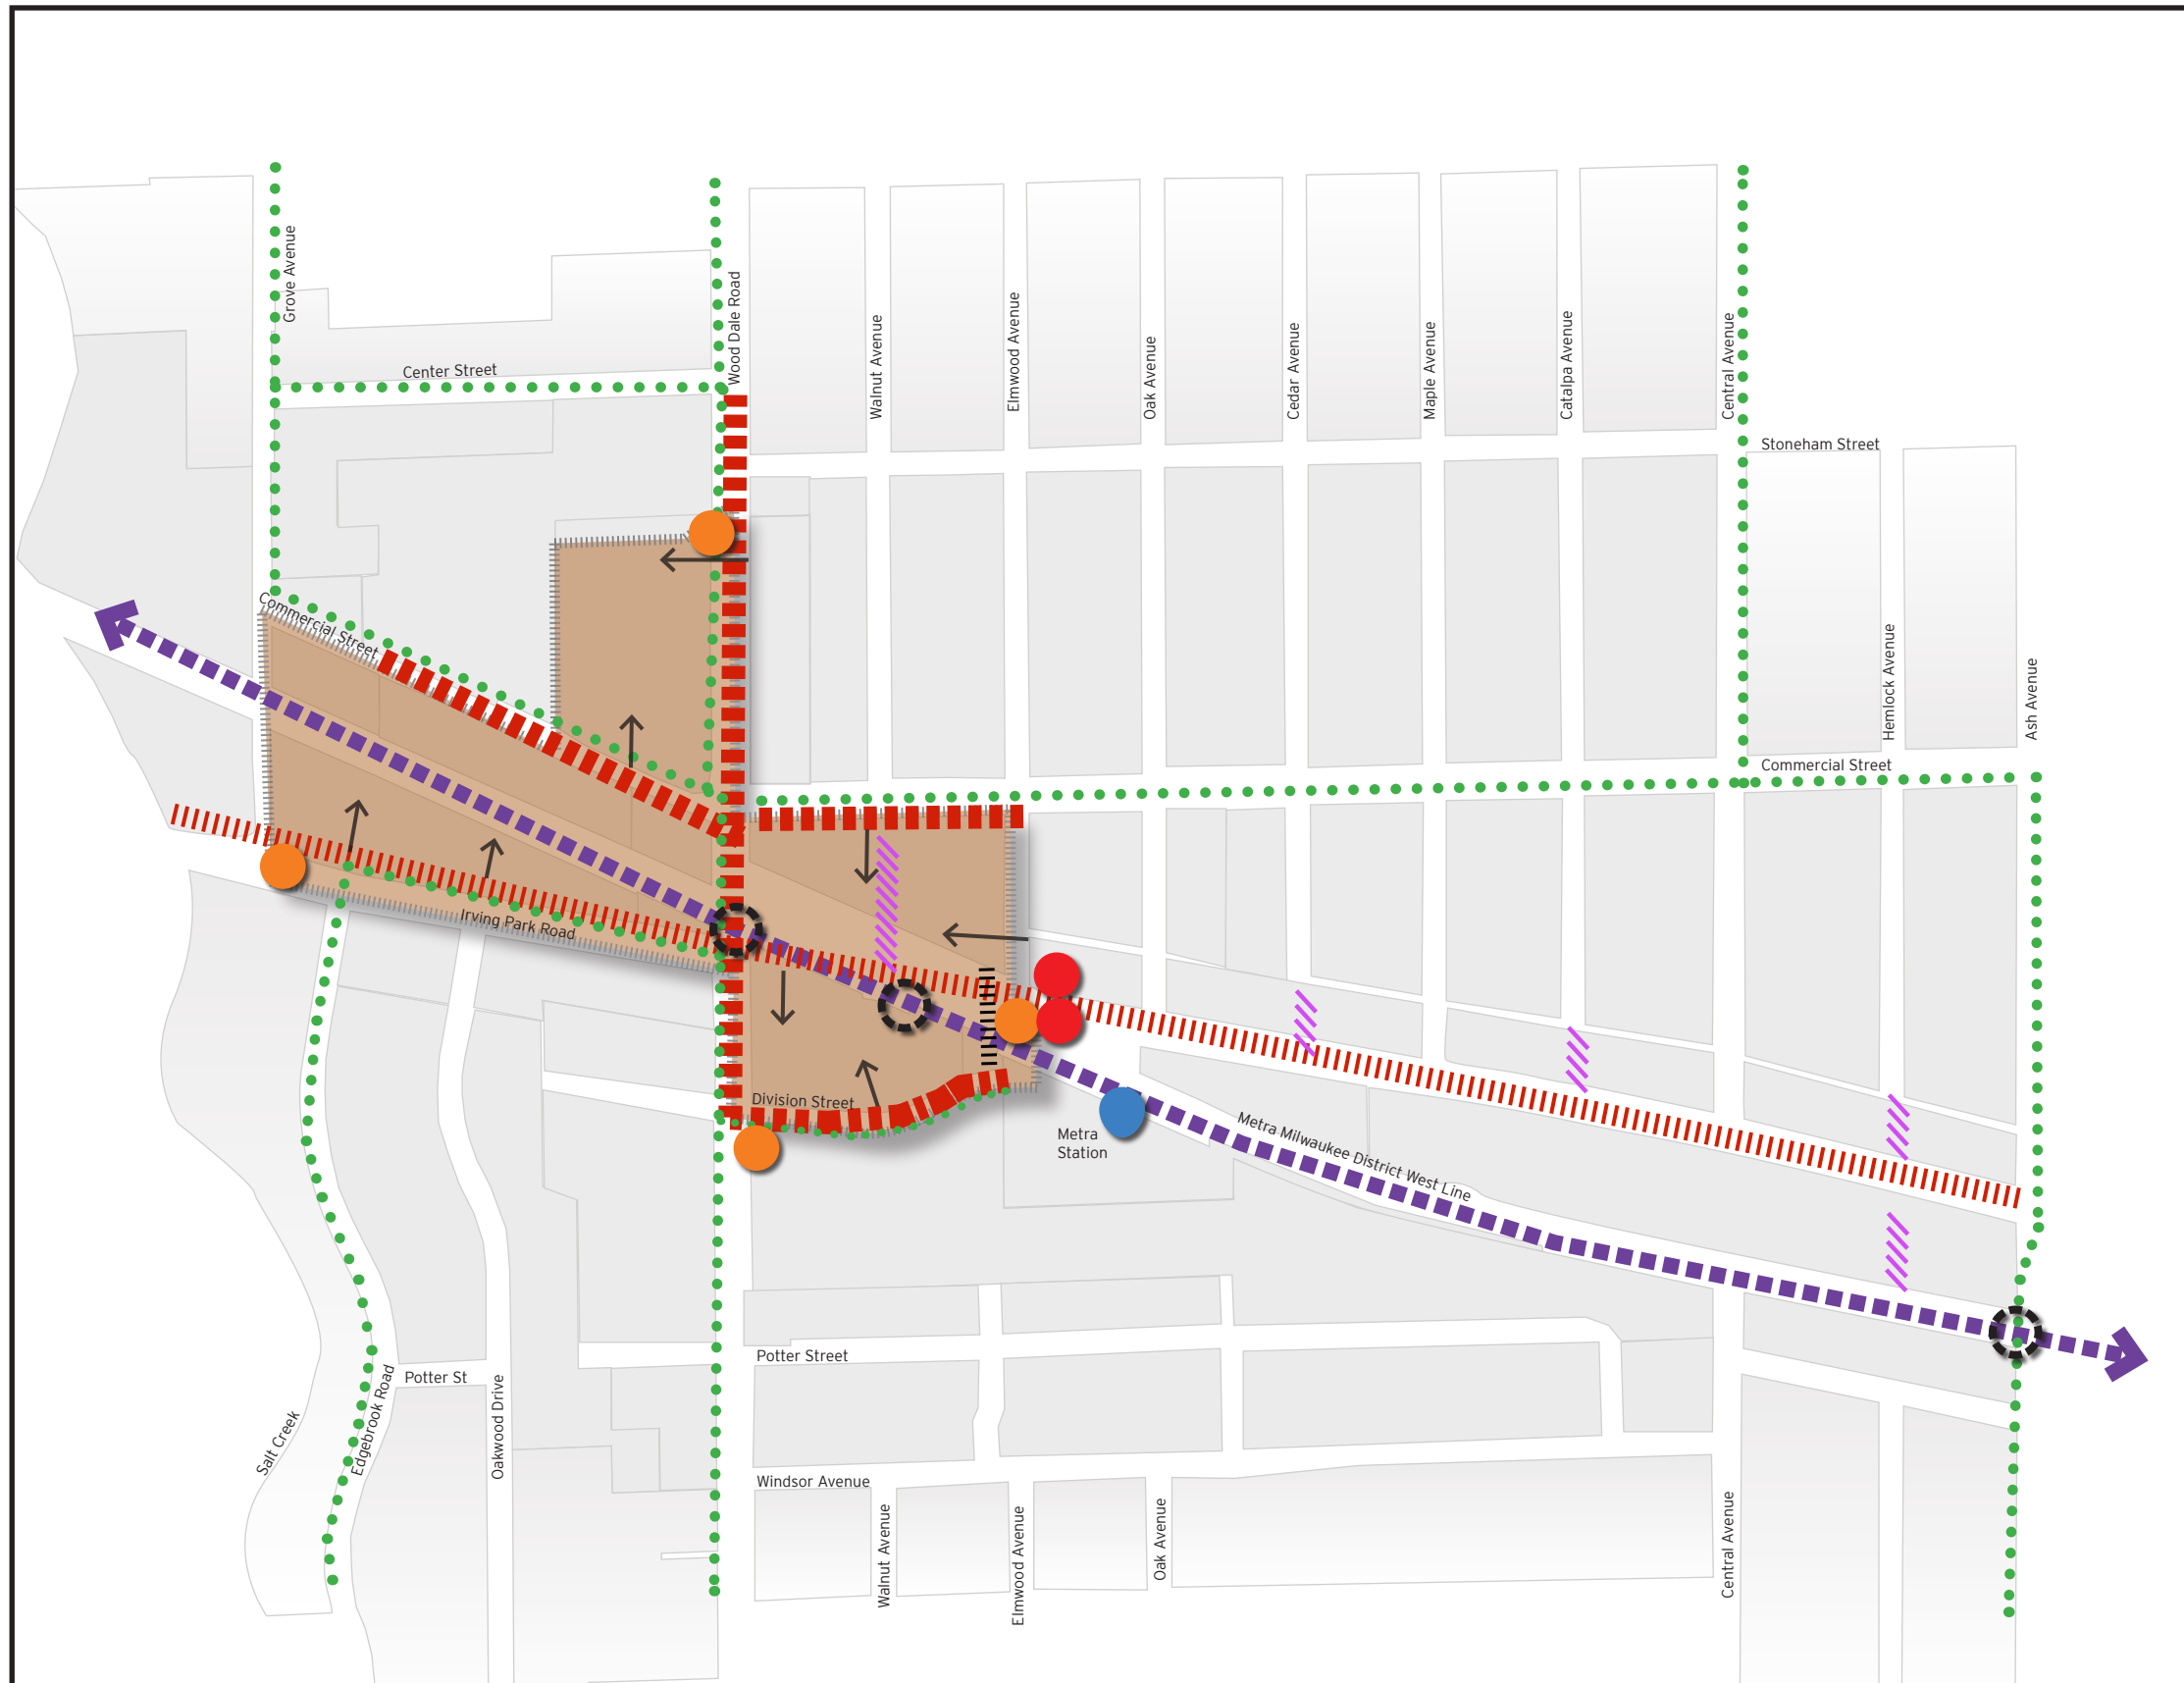 Grove Avenue
Wood Dale Road
Center Street
Walnut Avenue
Elmwood Avenue
Oak Avenue
Cedar Avenue
Maple Avenue
Catalpa Avenue
Central Avenue
Stoneham Street
Hemlock Avenue
Ash Avenue
Commercial Street
Commercial Street
Irving Park Road
Division Street
Metra
Station
Metra Milwaukee District West Line
Potter Street
Potter St
Salt Creek
Edgebrook Road
Oakwood Drive
Windsor Avenue
Walnut Avenue
Elmwood Avenue
Oak Avenue
Central Avenue